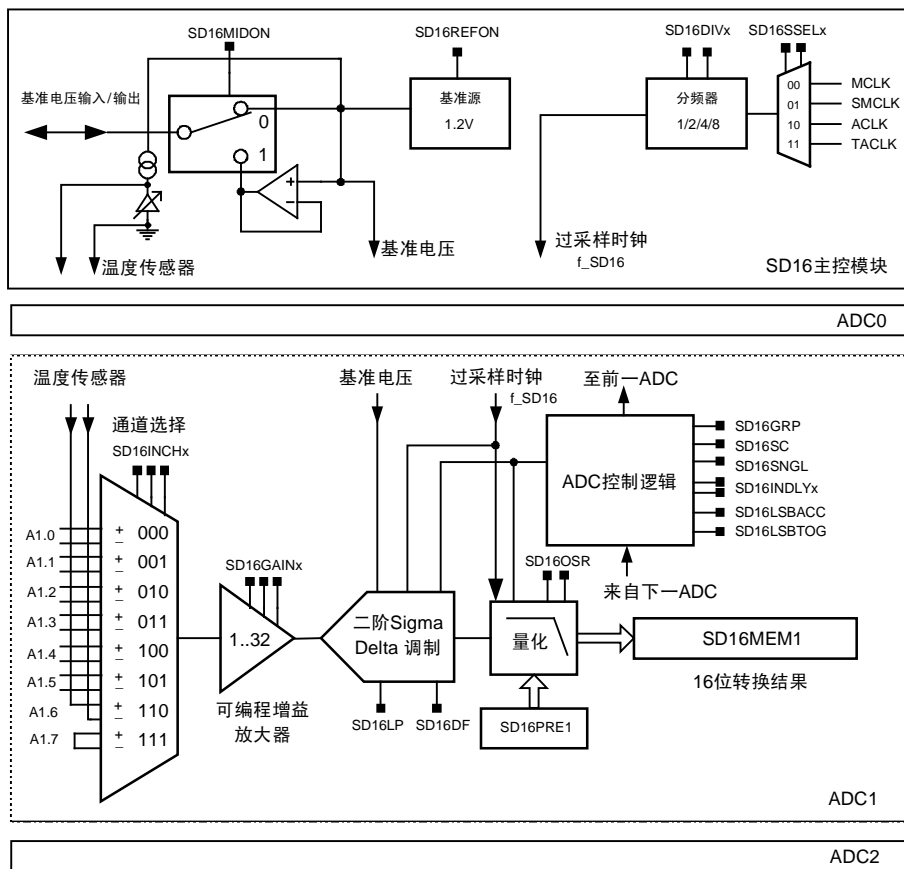 SD16MIDON
SD16REFON
SD16DIVx
SD16SSELx
基准电压输入/输出
0
1
基准源
1.2V
分频器
1/2/4/8
00
01
10
11
MCLK
SMCLK
ACLK
TACLK
+
−
温度传感器
基准电压
过采样时钟
f_SD16
SD16主控模块
ADC0
温度传感器
通道选择
SD16INCHx
基准电压
过采样时钟
f_SD16
至前一ADC
ADC控制逻辑
SD16GRP
SD16SC
SD16SNGL
SD16INDLYx
SD16LSBACC
SD16LSBTOG
来自下一ADC
A1.0
+
−
000
A1.1
+
−
001
A1.2
+
−
010
A1.3
+
−
011
A1.4
+
−
100
A1.5
+
−
101
A1.6
+
−
110
A1.7
+
−
111
SD16GAINx
1..32
可编程增益
放大器
二阶Sigma
Delta 调制
SD16LP
SD16DF
SD16OSR
量化
SD16PRE1
SD16MEM1
16位转换结果
ADC1
ADC2